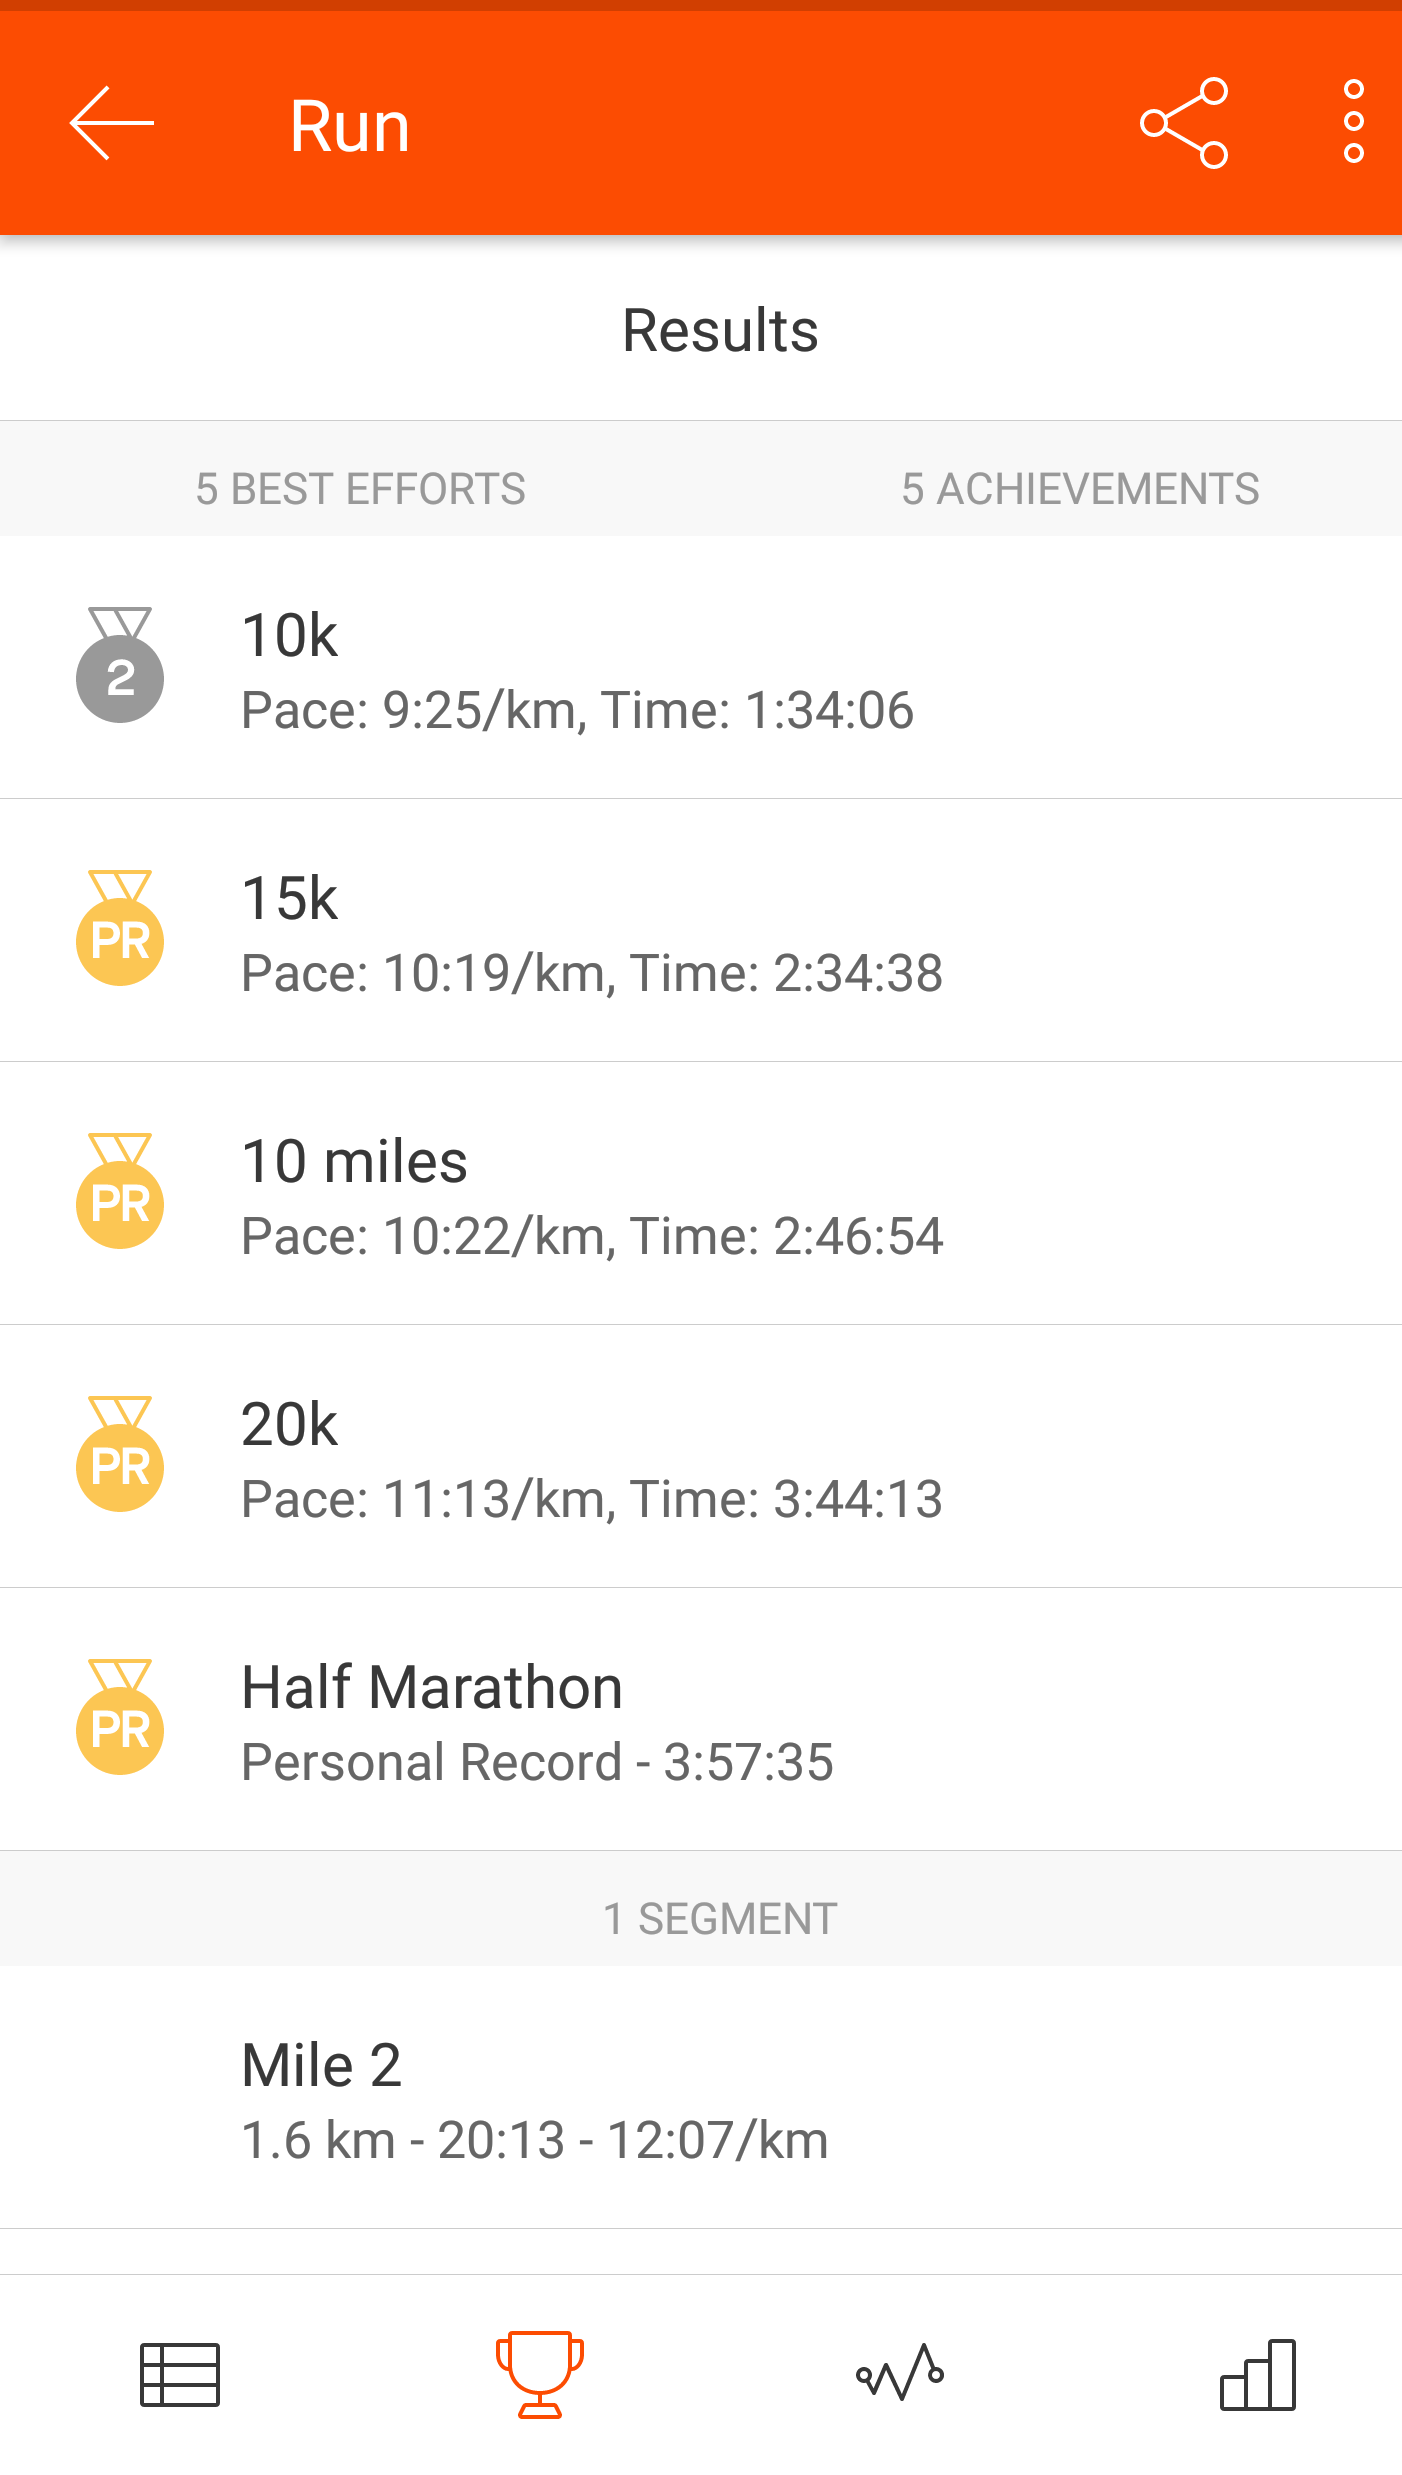 Run
Results
5 BEST EFFORTS
5 ACHIEVEMENTS
2
10k
Pace: 9:25/km, Time: 1:34:06
PR
15k
Pace: 10:19/km, Time: 2:34:38
PR
10 miles
Pace: 10:22/km, Time: 2:46:54
PR
20k
Pace: 11:13/km, Time: 3:44:13
PR
Half Marathon
Personal Record - 3:57:35
1 SEGMENT
Mile 2
1.6 km - 20:13 - 12:07/km